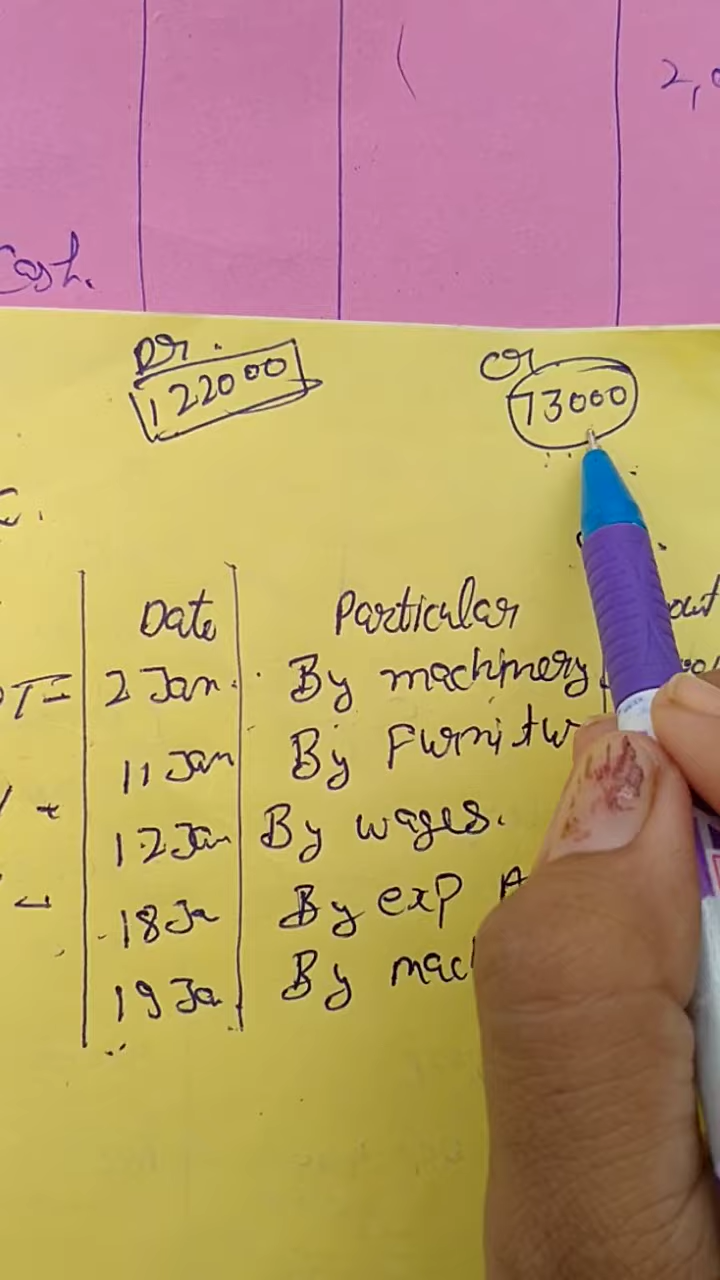 2,
Cash.
Dr. Cr
122000 73000
Date Particular
2 Jan. By machinery
11 Jan By Furnitu
12 Jan By wages.
18 Ja By exp A
19 Ja. By mac